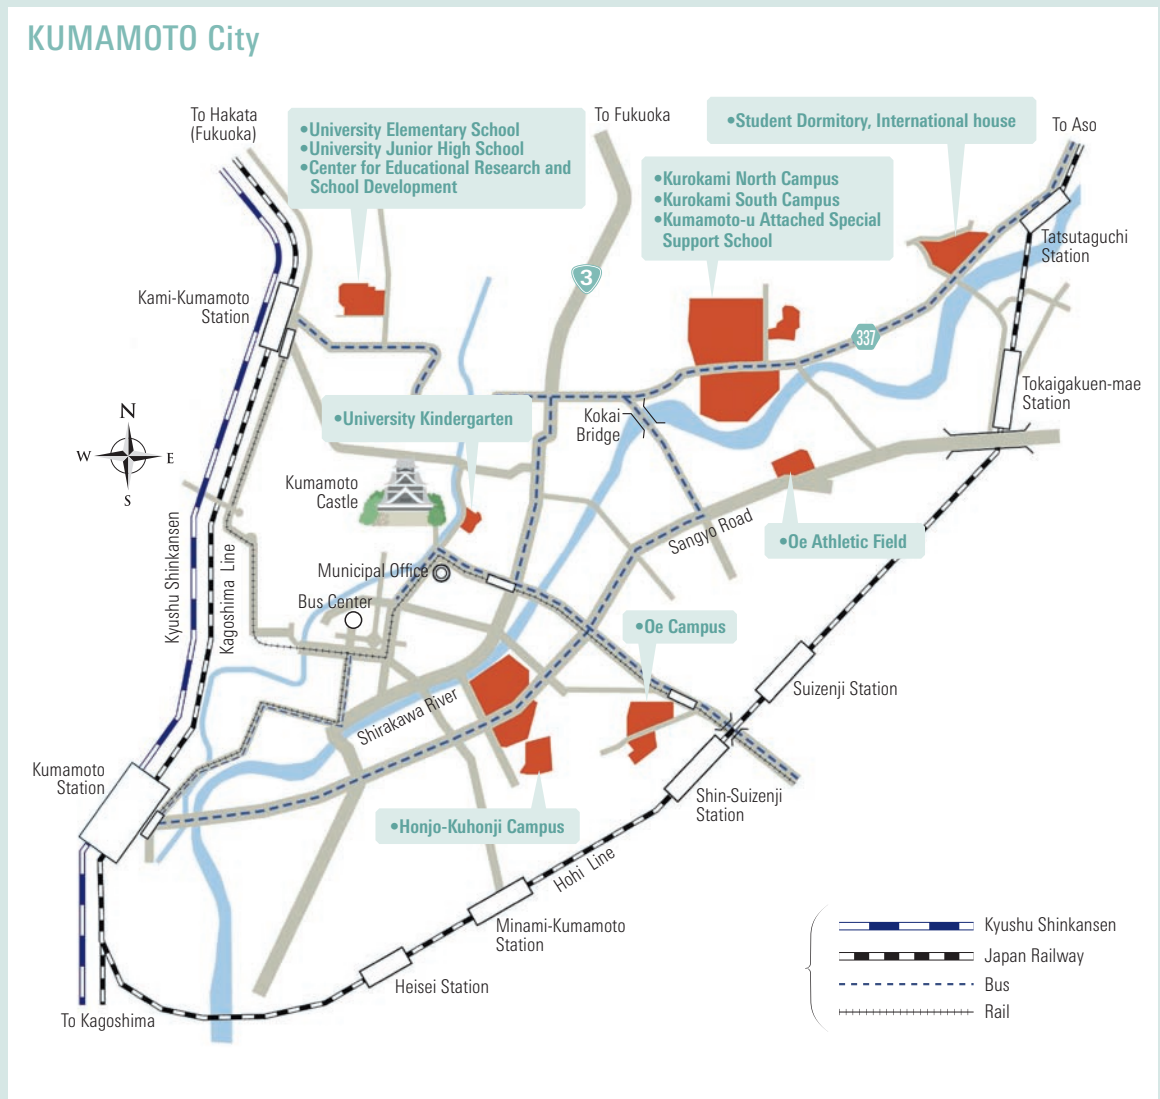 KUMAMOTO City
To Hakata
(Fukuoka)
•University Elementary School
•University Junior High School
•Center for Educational Research and
School Development
To Fukuoka
•Student Dormitory, International house
To Aso
•Kurokami North Campus
•Kurokami South Campus
•Kumamoto-u Attached Special
Support School
Tatsutaguchi
Station
3
Kami-Kumamoto
Station
337
Tokaigakuen-mae
Station
•University Kindergarten
Kokai
Bridge
N
W
E
S
Kumamoto
Castle
Sangyo Road
•Oe Athletic Field
Kyushu Shinkansen
Kagoshima Line
Municipal Office
Bus Center
•Oe Campus
Suizenji Station
Shirakawa River
Kumamoto
Station
Shin-Suizenji
Station
•Honjo-Kuhonji Campus
Hohi Line
Minami-Kumamoto
Station
Heisei Station
To Kagoshima
Kyushu Shinkansen
Japan Railway
Bus
Rail